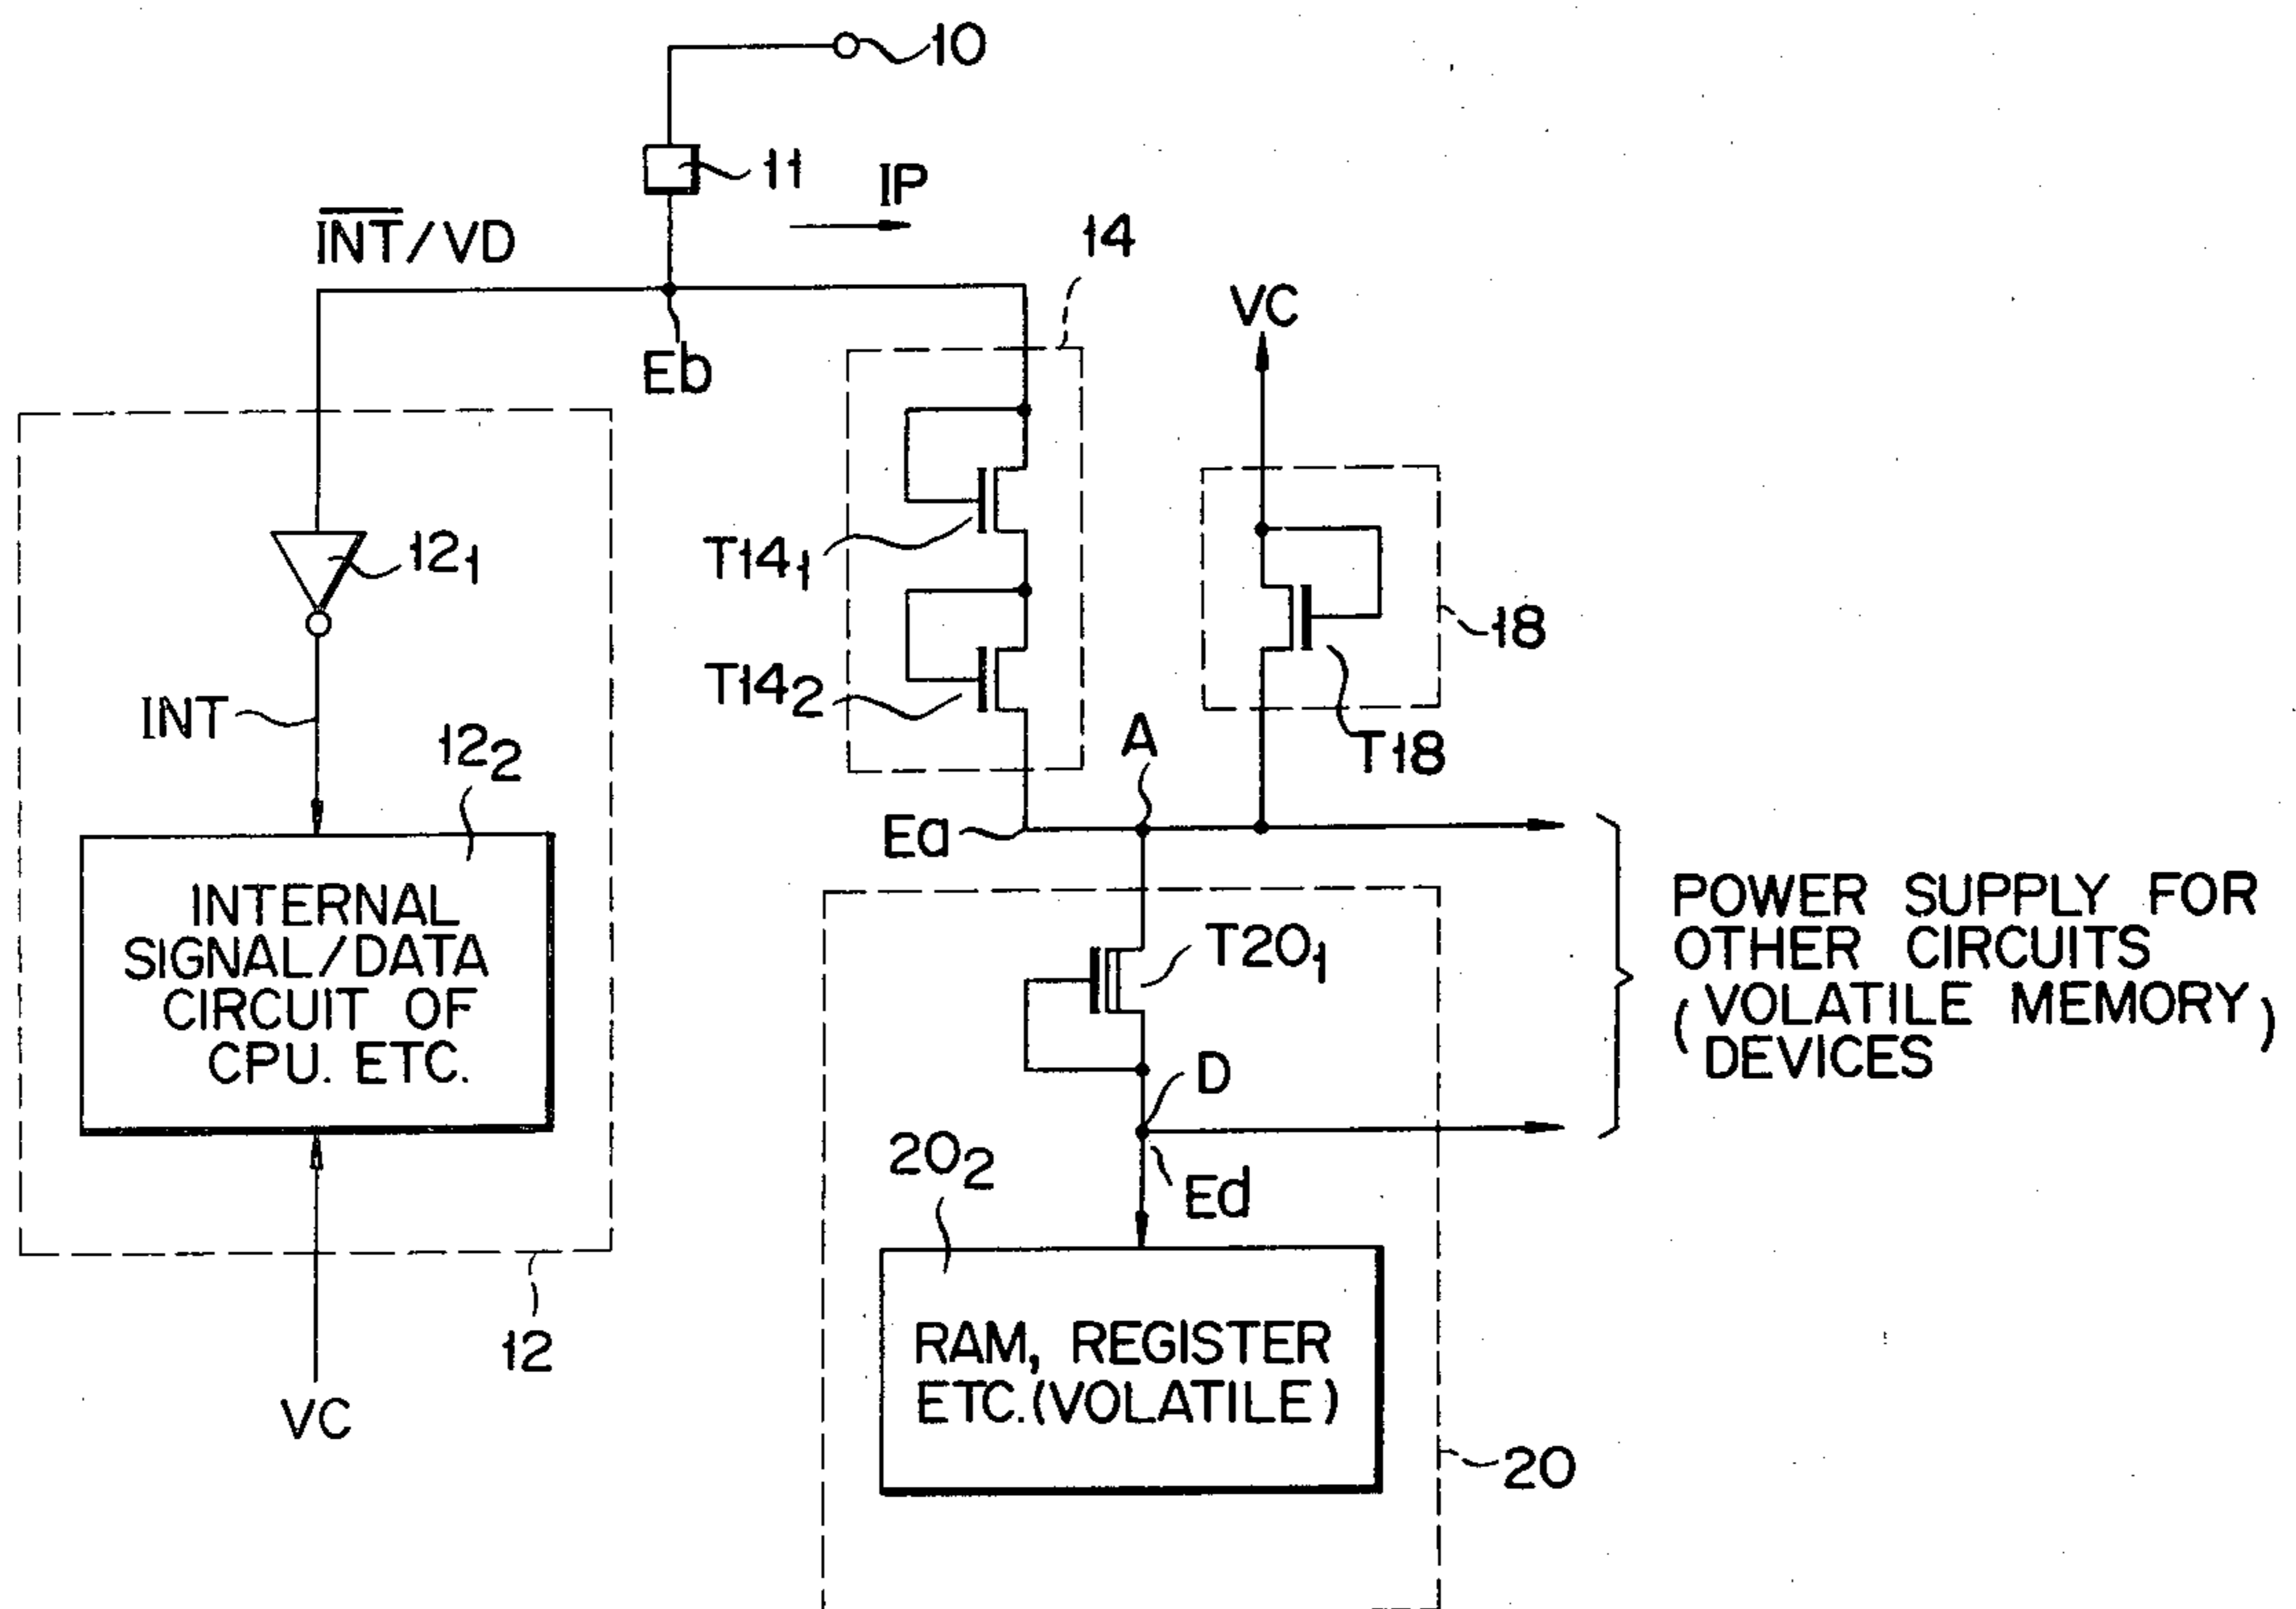 10
11
IP
I̅N̅T̅/VD
14
VC
Eb
12₁
T14₁
18
T14₂
INT
T18
12₂
A
Ea
INTERNAL
SIGNAL/DATA
CIRCUIT OF
CPU. ETC.
POWER SUPPLY FOR
OTHER CIRCUITS
(VOLATILE MEMORY)
DEVICES
T20₁
D
20₂
Ed
RAM, REGISTER
ETC.(VOLATILE)
12
VC
20